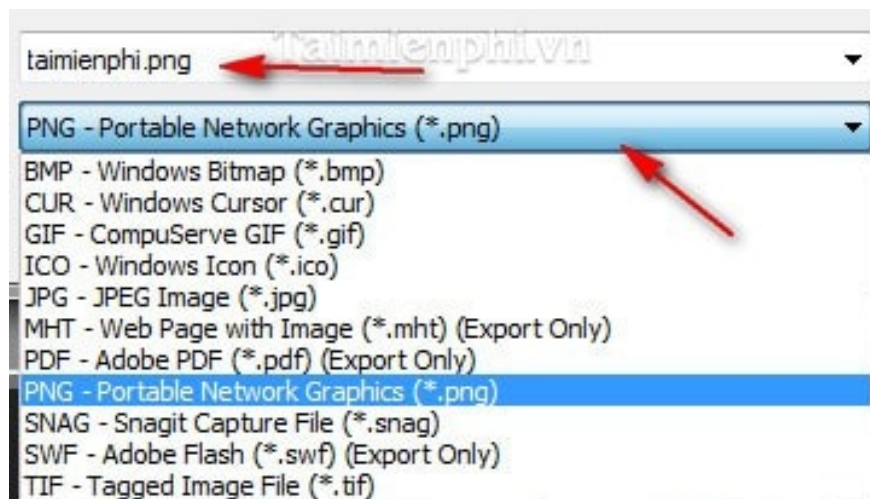 Taimienphi.vn
taimienphi.png
PNG - Portable Network Graphics (*.png)
BMP - Windows Bitmap (*.bmp)
CUR - Windows Cursor (*.cur)
GIF - CompuServe GIF (*.gif)
ICO - Windows Icon (*.ico)
JPG - JPEG Image (*.jpg)
MHT - Web Page with Image (*.mht) (Export Only)
PDF - Adobe PDF (*.pdf) (Export Only)
PNG - Portable Network Graphics (*.png)
SNAG - Snagit Capture File (*.snag)
SWF - Adobe Flash (*.swf) (Export Only)
TIF - Tagged Image File (*.tif)